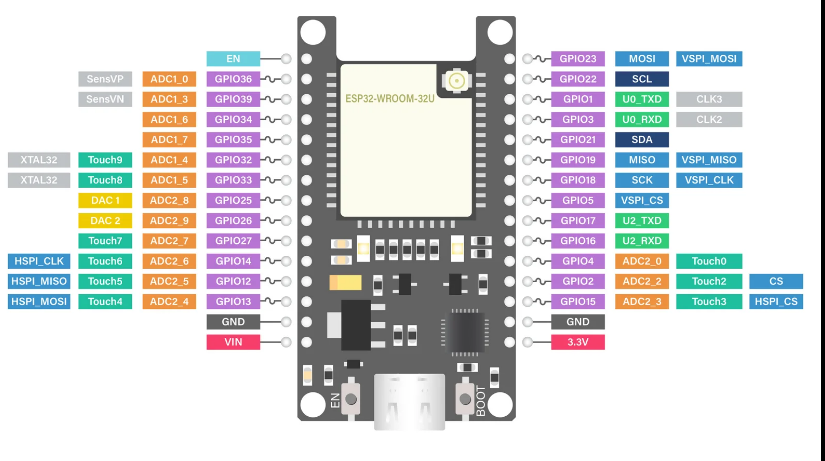 EN GPIO23 MOSI VSPI_MOSI
SensVP ADC1_0 GPIO36 GPIO22 SCL
SensVN ADC1_3 GPIO39 ESP32-WROOM-32U GPIO1 U0_TXD CLK3
ADC1_6 GPIO34 GPIO3 U0_RXD CLK2
ADC1_7 GPIO35 GPIO21 SDA
XTAL32 Touch9 ADC1_4 GPIO32 GPIO19 MISO VSPI_MISO
XTAL32 Touch8 ADC1_5 GPIO33 GPIO18 SCK VSPI_CLK
DAC 1 ADC2_8 GPIO25 GPIO5 VSPI_CS
DAC 2 ADC2_9 GPIO26 GPIO17 U2_TXD
Touch7 ADC2_7 GPIO27 GPIO16 U2_RXD
HSPI_CLK Touch6 ADC2_6 GPIO14 GPIO4 ADC2_0 Touch0
HSPI_MISO Touch5 ADC2_5 GPIO12 GPIO2 ADC2_2 Touch2 CS
HSPI_MOSI Touch4 ADC2_4 GPIO13 GPIO15 ADC2_3 Touch3 HSPI_CS
GND GND
VIN 3.3V
EN BOOT